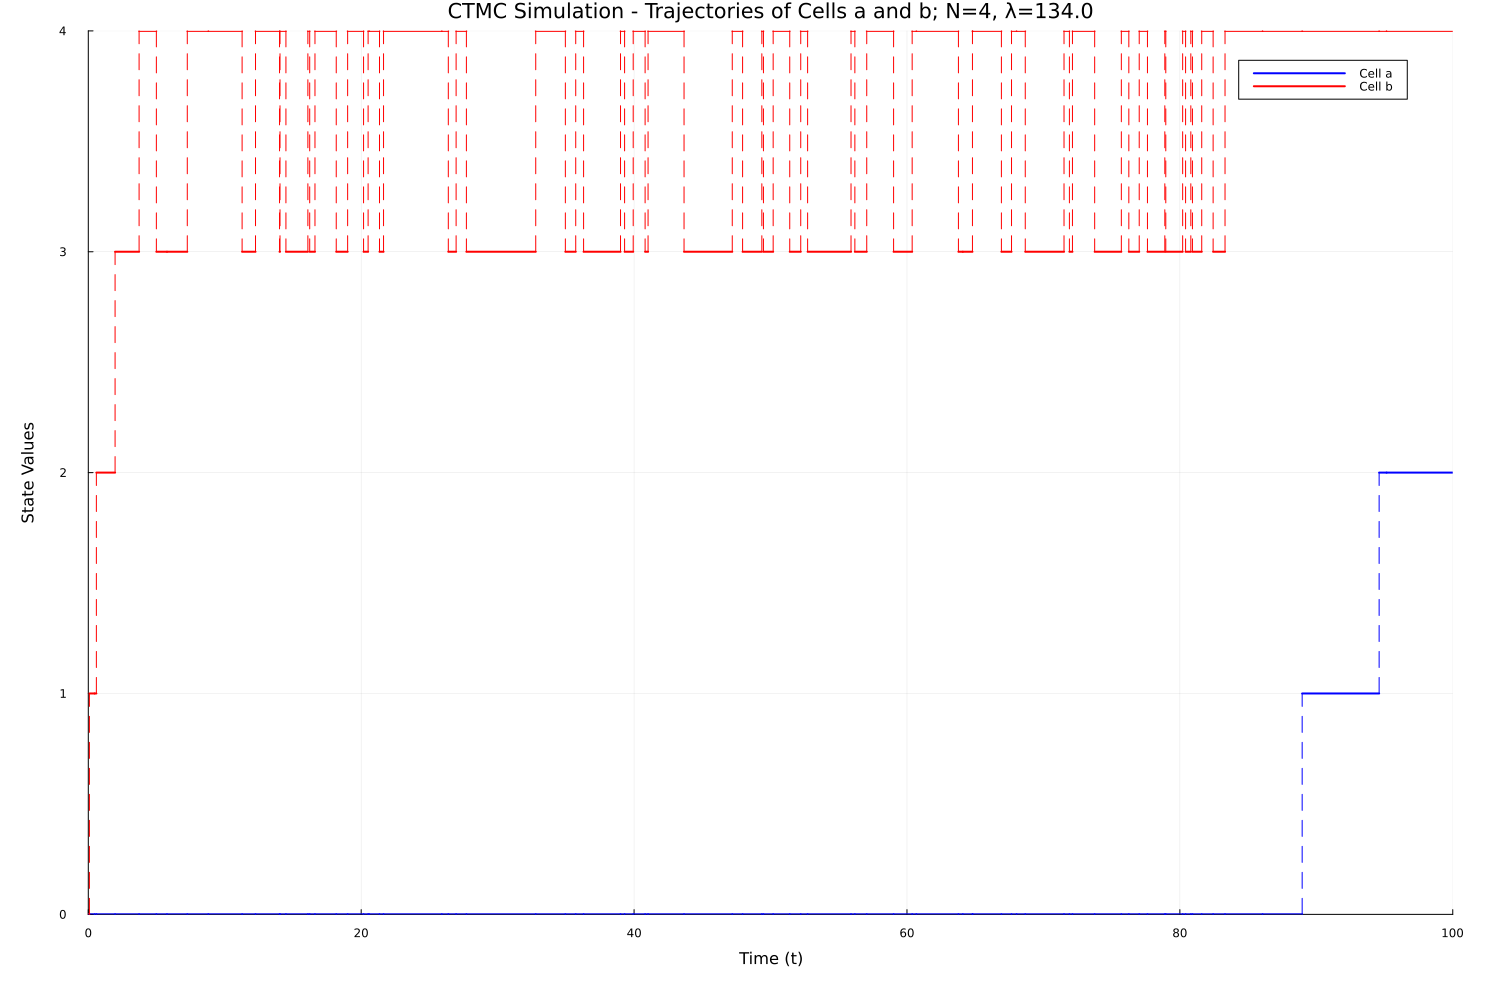 CTMC Simulation - Trajectories of Cells a and b; N=4, λ=134.0
4
Cell a
Cell b
3
State Values
2
1
0
0 20 40 60 80 100
Time (t)